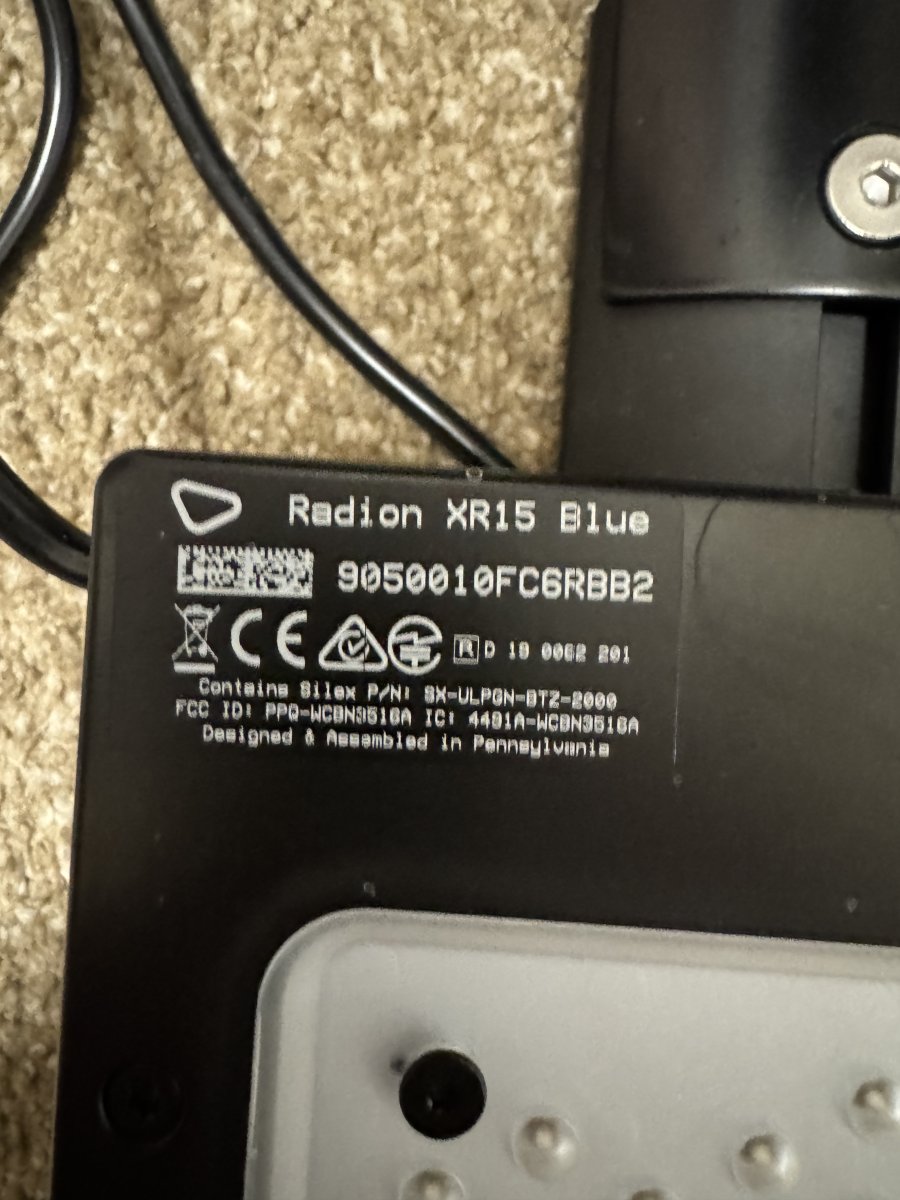 Radion XR15 Blue
9050010FC6RBB2
CE R D 19 0062 201
Contains Silex P/N: SX-ULPGN-BTZ-2000
FCC ID: PPQ-WCBN3516A IC: 4491A-WCBN3516A
Designed & Assembled in Pennsylvania